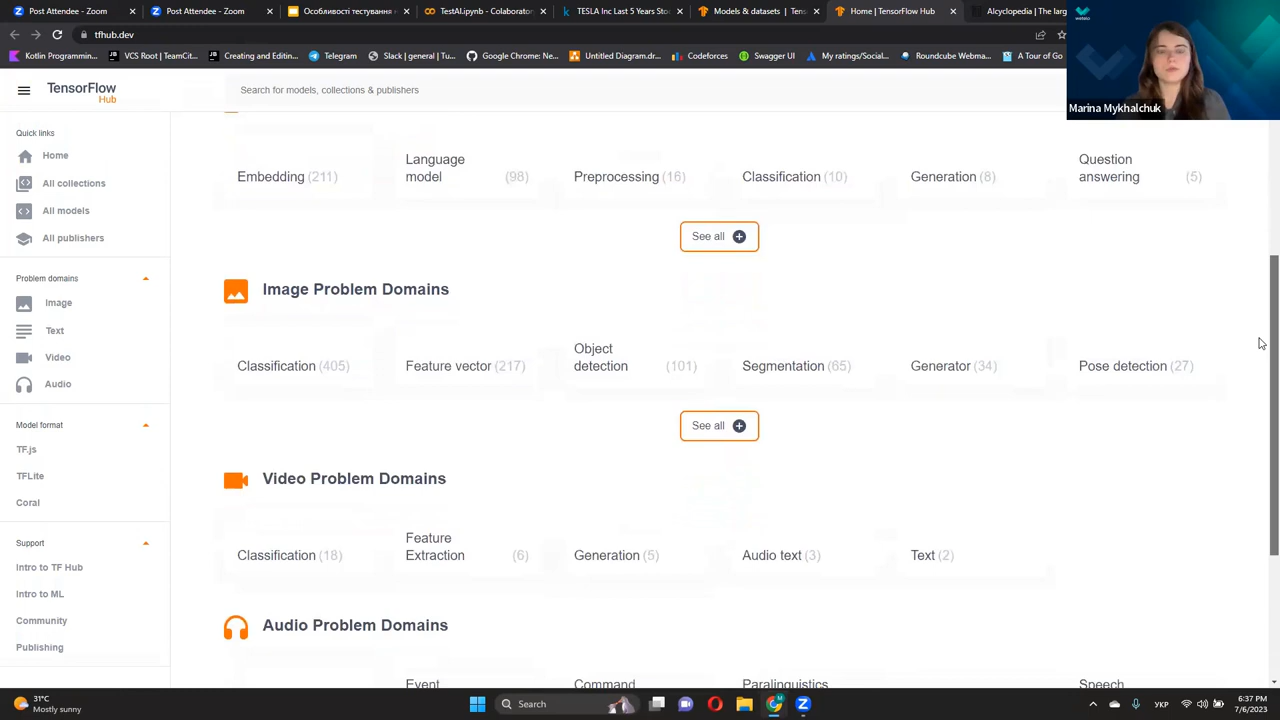 Post Attendee - Zoom
Post Attendee - Zoom
Особливості тестування
TestAI.ipynb - Colaborato
TESLA Inc Last 5 Years Sto
Models & datasets | Tens
Home | TensorFlow Hub
AIcyclopedia | The larg
tfhub.dev
Kotlin Programmin...
VCS Root | TeamCit...
Creating and Editin...
Telegram
Slack | general | Tu...
Google Chrome: Re...
Untitled Diagram.dr...
Codeforces
Swagger UI
My ratings/Social...
Roundcube Webma...
A Tour of Go
Marina Mykhalchuk
TensorFlow
Hub
Search for models, collections & publishers
Quick links
Home
All collections
All models
All publishers
Problem domains
Image
Text
Video
Audio
Model format
TF.js
TFLite
Coral
Support
Intro to TF Hub
Intro to ML
Community
Publishing
Embedding (211)
Language model (98)
Preprocessing (16)
Classification (10)
Generation (8)
Question answering (5)
See all
Image Problem Domains
Classification (405)
Feature vector (217)
Object detection (101)
Segmentation (65)
Generator (34)
Pose detection (27)
See all
Video Problem Domains
Classification (18)
Feature Extraction (6)
Generation (5)
Audio text (3)
Text (2)
Audio Problem Domains
Event
Command
Paralinguistics
Speech
31°C
Mostly sunny
Search
УКР
6:37 PM
7/6/2023